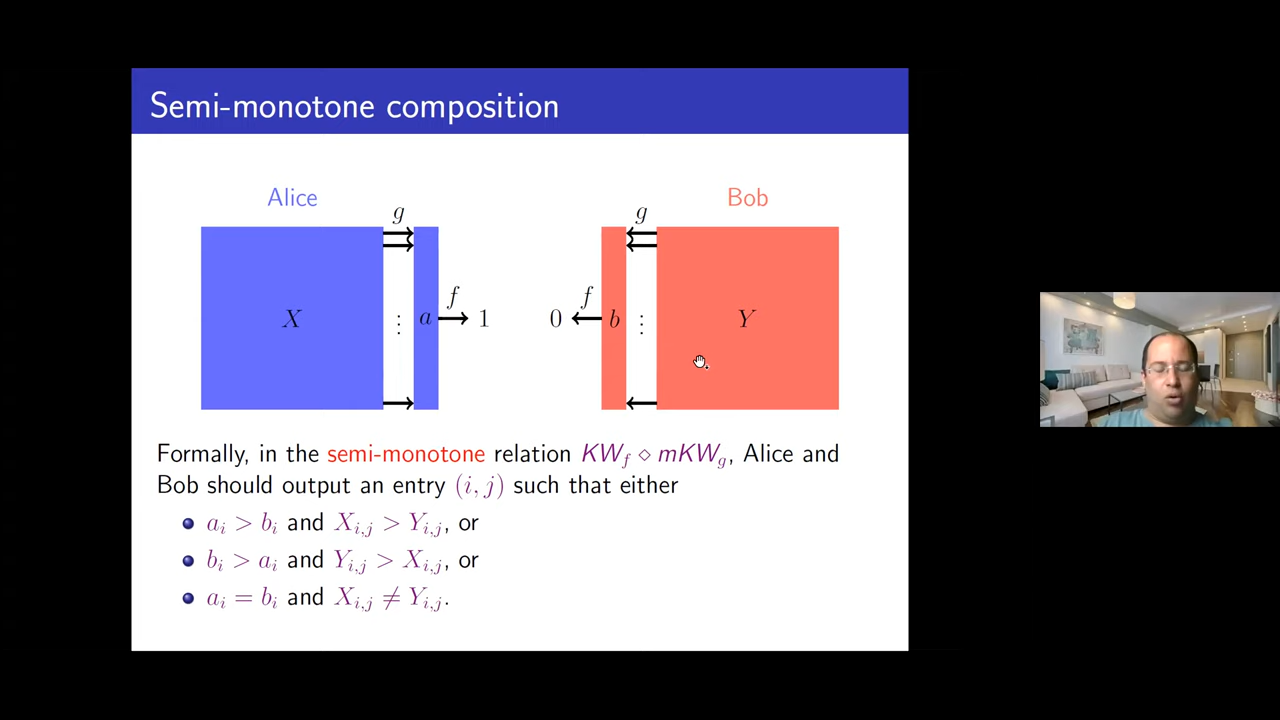 Semi-monotone composition
Alice
Bob
g
g
X
⋮
a
f
1
0
f
b
⋮
Y
Formally, in the semi-monotone relation KW_f ⋄ mKW_g, Alice and
Bob should output an entry (i, j) such that either
a_i > b_i and X_{i,j} > Y_{i,j}, or
b_i > a_i and Y_{i,j} > X_{i,j}, or
a_i = b_i and X_{i,j} ≠ Y_{i,j}.